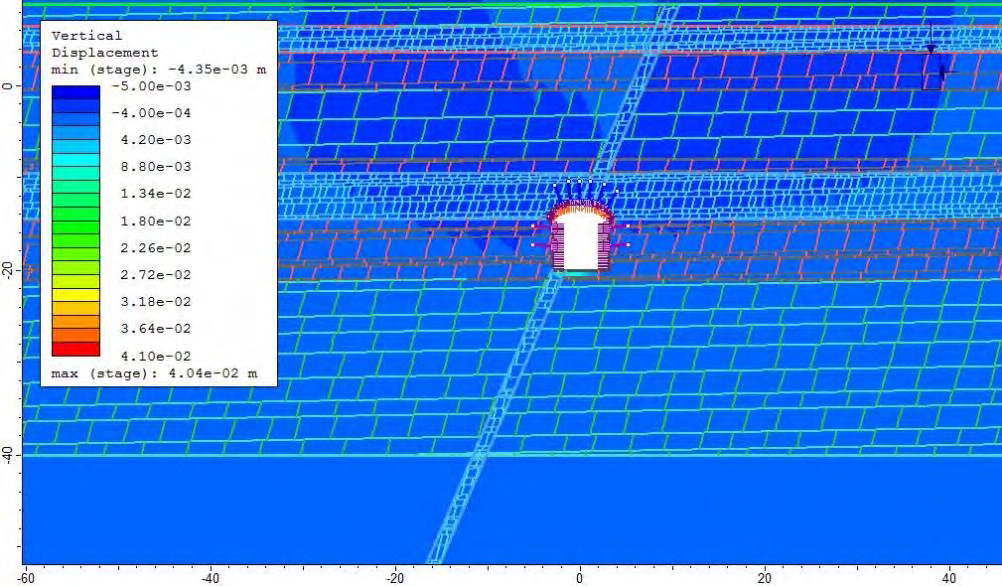 Vertical
Displacement
min (stage): -4.35e-03 m
-5.00e-03
-4.00e-04
4.20e-03
8.80e-03
1.34e-02
1.80e-02
2.26e-02
2.72e-02
3.18e-02
3.64e-02
4.10e-02
max (stage): 4.04e-02 m
0
-20
-40
-60 -40 -20 0 20 40